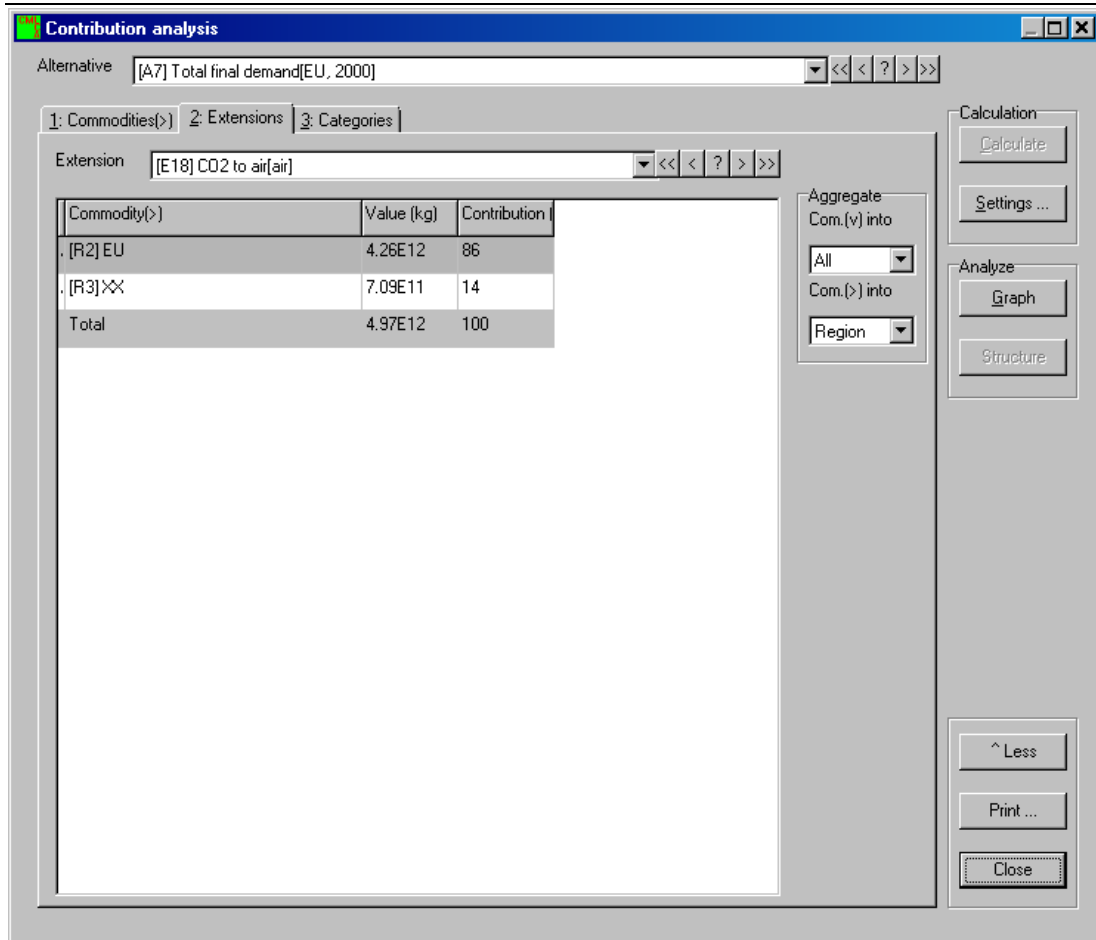 Contribution analysis
Alternative [A7] Total final demand[EU, 2000] << < ? > >>
1: Commodities(>) 2: Extensions 3: Categories
Extension [E18] CO2 to air[air] << < ? > >>
Commodity(>) Value (kg) Contribution
. [R2] EU 4.26E12 86
. [R3] XX 7.09E11 14
Total 4.97E12 100
Aggregate
Com.(v) into
All
Com.(>) into
Region
Calculation
Calculate
Settings ...
Analyze
Graph
Structure
^ Less
Print ...
Close